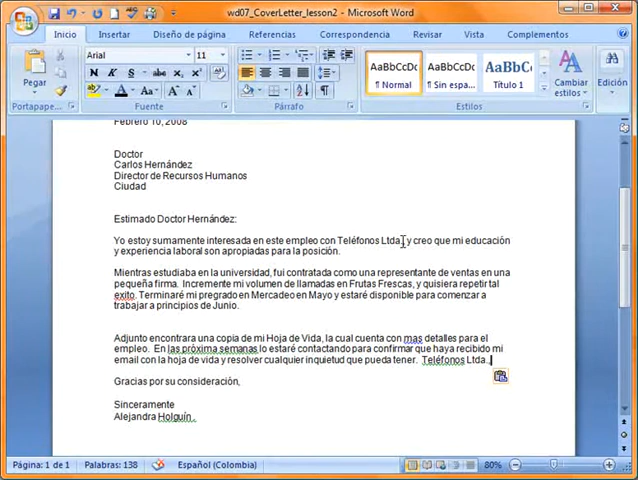 wd07_CoverLetter_lesson2 - Microsoft Word
Inicio Insertar Diseño de página Referencias Correspondencia Revisar Vista Complementos
Pegar
Arial 11
N K S abc x₂ x² Aa
ab A Aa A A
AaBbCcDc AaBbCcDc AaBbC
¶ Normal ¶ Sin espa... Título 1
Cambiar estilos
Edición
Portapape... Fuente Párrafo Estilos
Febrero 10, 2008
Doctor
Carlos Hernández
Director de Recursos Humanos
Ciudad
Estimado Doctor Hernández:
Yo estoy sumamente interesada en este empleo con Teléfonos Ltda. y creo que mi educación
y experiencia laboral son apropiadas para la posición.
Mientras estudiaba en la universidad, fui contratada como una representante de ventas en una
pequeña firma. Incremente mi volumen de llamadas en Frutas Frescas, y quisiera repetir tal
exito. Terminaré mi pregrado en Mercadeo en Mayo y estaré disponible para comenzar a
trabajar a principios de Junio.
Adjunto encontrara una copia de mi Hoja de Vida, la cual cuenta con mas detalles para el
empleo. En las pròxima semanas lo estaré contactando para confirmar que haya recibido mi
email con la hoja de vida y resolver cualquier inquietud que pueda tener. Teléfonos Ltda..
Gracias por su consideración,
Sinceramente
Alejandra Holguín .
Página: 1 de 1 Palabras: 138 Español (Colombia) 80%